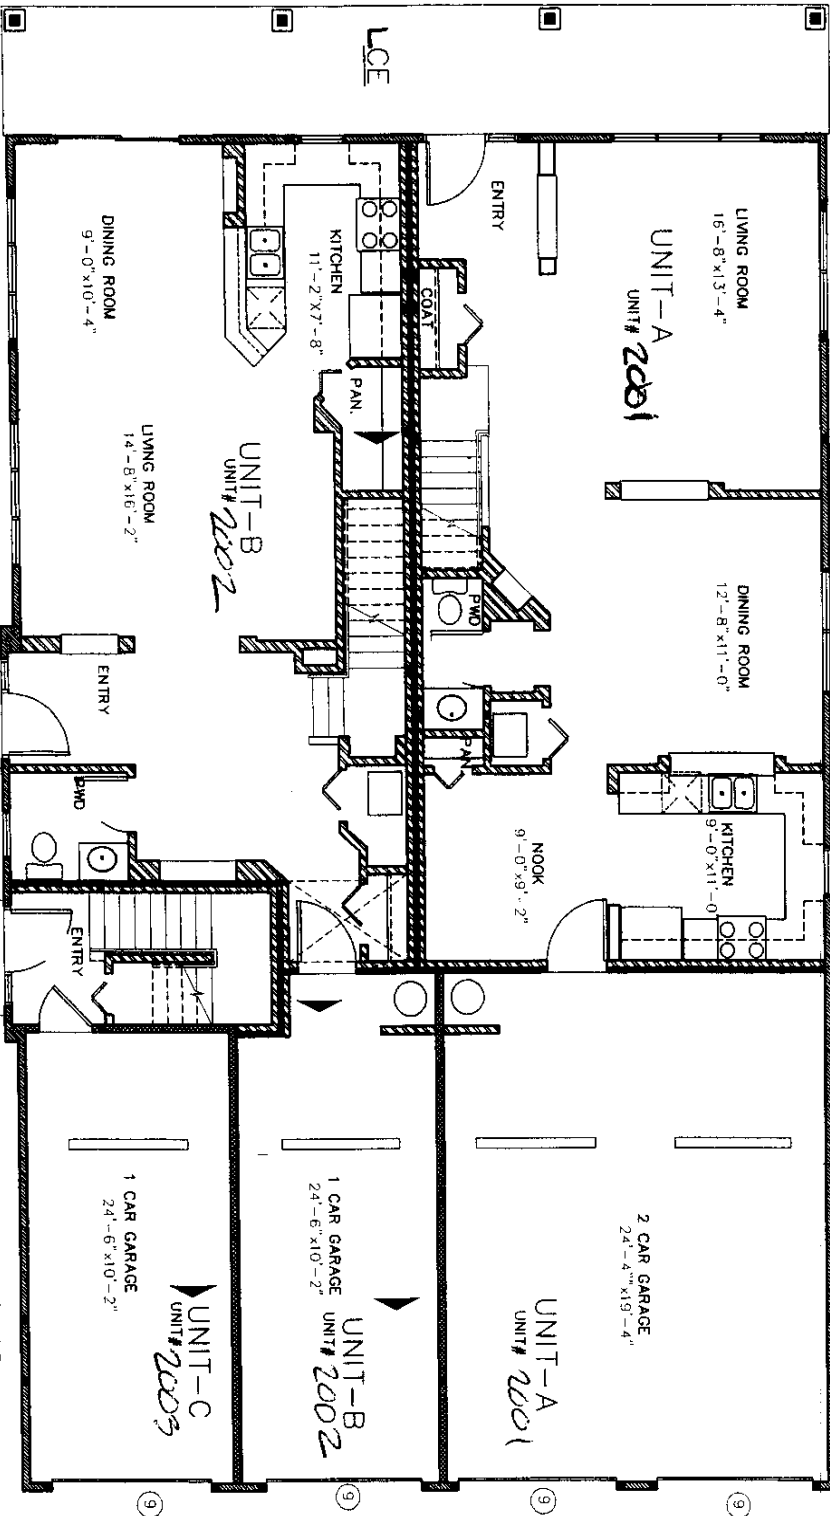 LCE
LIVING ROOM
16'-8"x13'-4"
UNIT-A
UNIT# 2001
ENTRY
COAT
KITCHEN
11'-2"X7'-8"
DINING ROOM
9'-0"x10'-4"
PAN.
LIVING ROOM
14'-8"x16'-2"
UNIT-B
UNIT# 2002
DINING ROOM
12'-8"x11'-0"
PWD
PAN
ENTRY
PWD
KITCHEN
9'-0"x11'-0
NOOK
9'-0"x9'-2"
ENTRY
2 CAR GARAGE
24'-4""x19'-4"
UNIT-A
UNIT# 2001
1 CAR GARAGE
24'-6"x10'-2"
UNIT-B
UNIT# 2002
1 CAR GARAGE
24'-6"x10'-2"
UNIT-C
UNIT# 2003
9
9
9
9